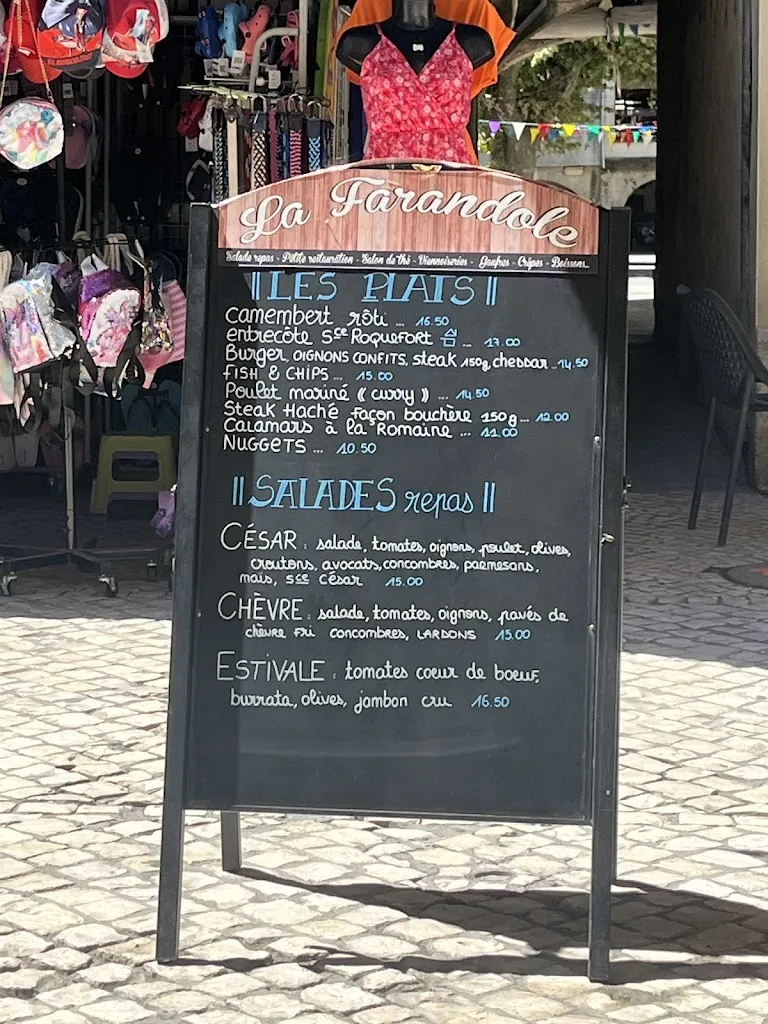 La Farandole
Salade repas - Petite restauration - Salon de thé - Viennoiseries - Gaufres - Crêpes - Boissons...
LES PLATS
camembert rôti ... 16.50
entrecôte Sce Roquefort ... 17.00
Burger OIGNONS CONFITS, steak 150g, cheddar .. 14.50
FISH & CHIPS ... 15.00
Poulet mariné « curry » ... 14.50
Steak Haché Façon bouchère 150g ... 12.00
Calamars à la Romaine ... 11.00
NUGGETS ... 10.50
SALADES repas
CÉSAR : salade, tomates, oignons, poulet, olives,
croutons, avocats, concombres, parmesans,
maïs, sce César 15.00
CHÈVRE : salade, tomates, oignons, pavés de
chèvre FRI concombres, LARDONS 15.00
ESTIVALE : tomates coeur de boeuf,
burrata, olives, jambon cru 16.50